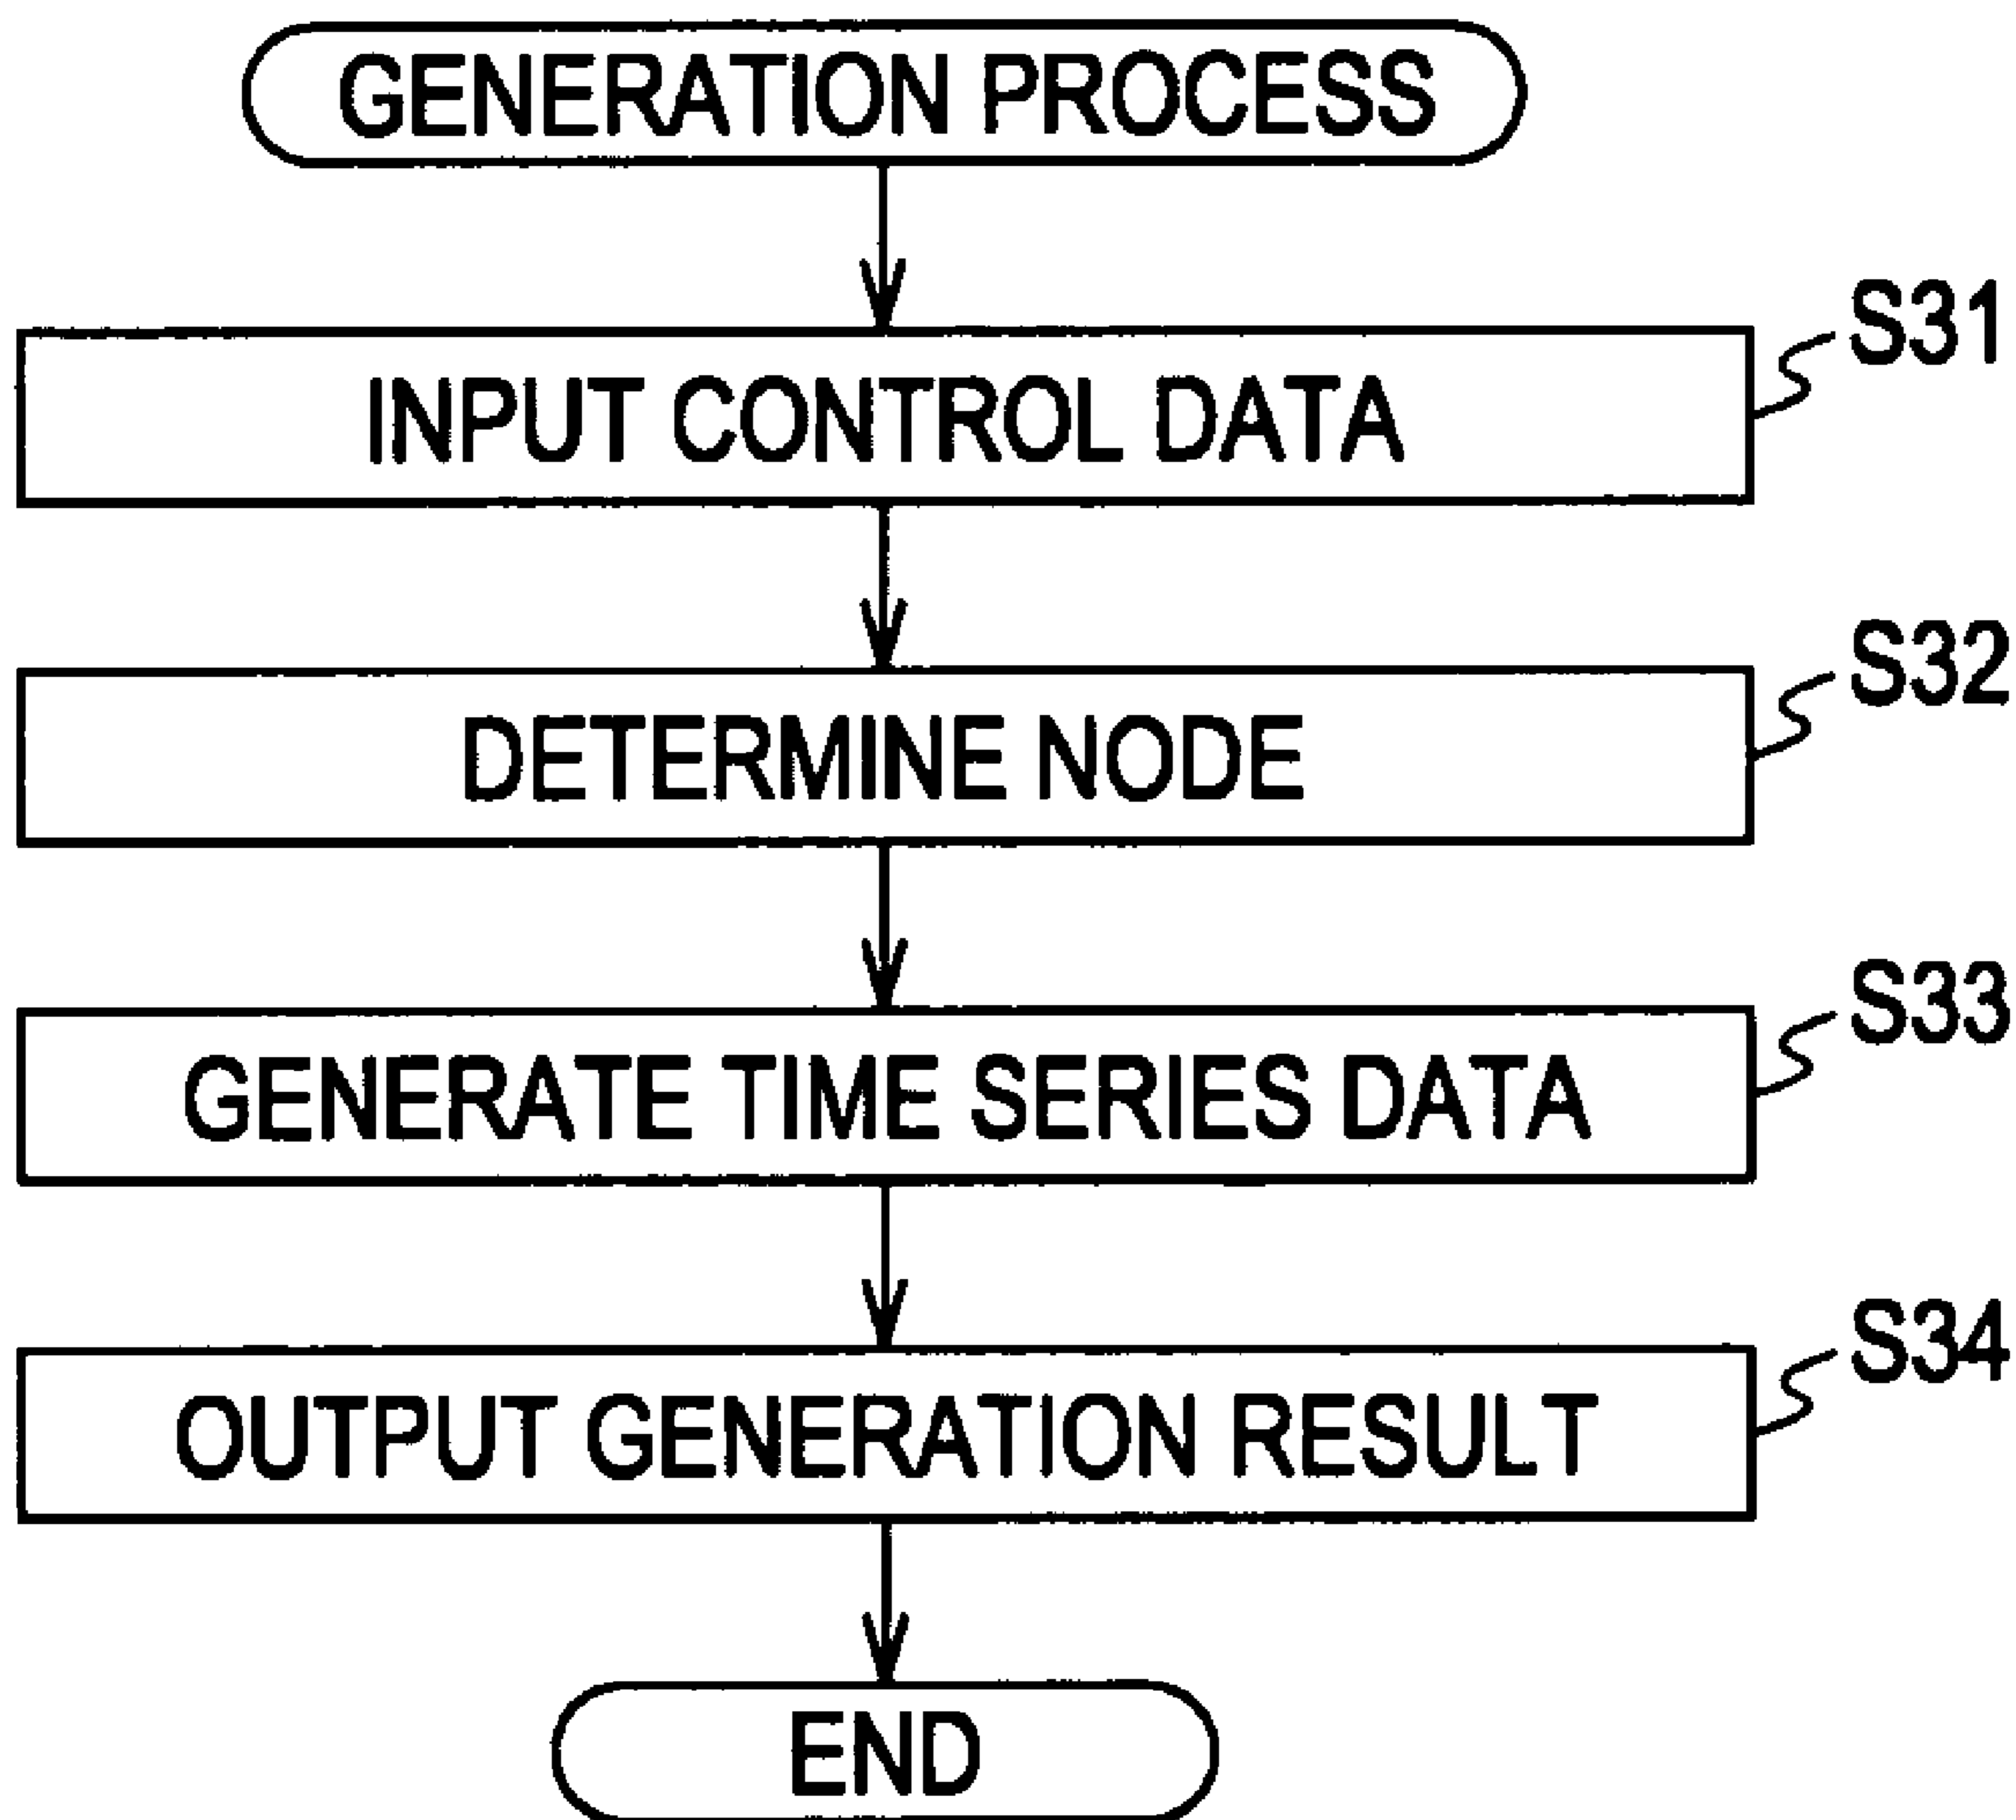 GENERATION PROCESS
INPUT CONTROL DATA
S31
DETERMINE NODE
S32
GENERATE TIME SERIES DATA
S33
OUTPUT GENERATION RESULT
S34
END